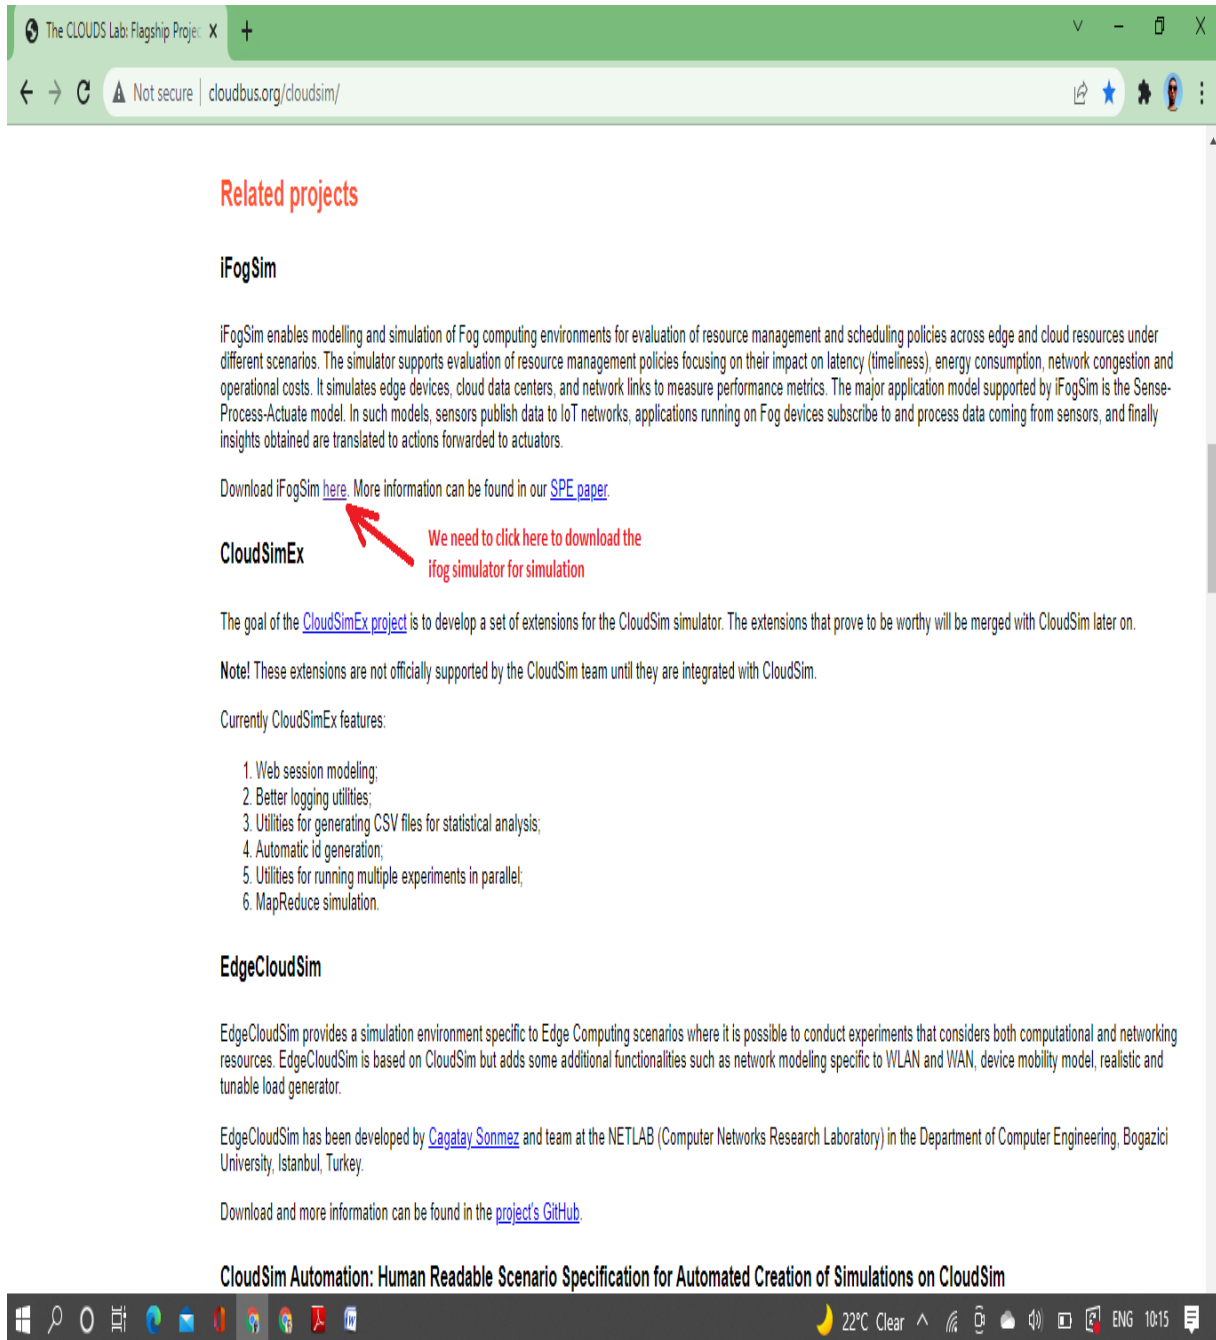 The CLOUDS Lab: Flagship Projec
Not secure | cloudbus.org/cloudsim/
Related projects
iFogSim
iFogSim enables modelling and simulation of Fog computing environments for evaluation of resource management and scheduling policies across edge and cloud resources under
different scenarios. The simulator supports evaluation of resource management policies focusing on their impact on latency (timeliness), energy consumption, network congestion and
operational costs. It simulates edge devices, cloud data centers, and network links to measure performance metrics. The major application model supported by iFogSim is the Sense-
Process-Actuate model. In such models, sensors publish data to IoT networks, applications running on Fog devices subscribe to and process data coming from sensors, and finally
insights obtained are translated to actions forwarded to actuators.
Download iFogSim here. More information can be found in our SPE paper.
We need to click here to download the
ifog simulator for simulation
CloudSimEx
The goal of the CloudSimEx project is to develop a set of extensions for the CloudSim simulator. The extensions that prove to be worthy will be merged with CloudSim later on.
Note! These extensions are not officially supported by the CloudSim team until they are integrated with CloudSim.
Currently CloudSimEx features:
1. Web session modeling;
2. Better logging utilities;
3. Utilities for generating CSV files for statistical analysis;
4. Automatic id generation;
5. Utilities for running multiple experiments in parallel;
6. MapReduce simulation.
EdgeCloudSim
EdgeCloudSim provides a simulation environment specific to Edge Computing scenarios where it is possible to conduct experiments that considers both computational and networking
resources. EdgeCloudSim is based on CloudSim but adds some additional functionalities such as network modeling specific to WLAN and WAN, device mobility model, realistic and
tunable load generator.
EdgeCloudSim has been developed by Cagatay Sonmez and team at the NETLAB (Computer Networks Research Laboratory) in the Department of Computer Engineering, Bogazici
University, Istanbul, Turkey.
Download and more information can be found in the project's GitHub.
CloudSim Automation: Human Readable Scenario Specification for Automated Creation of Simulations on CloudSim
22°C Clear ENG 10:15